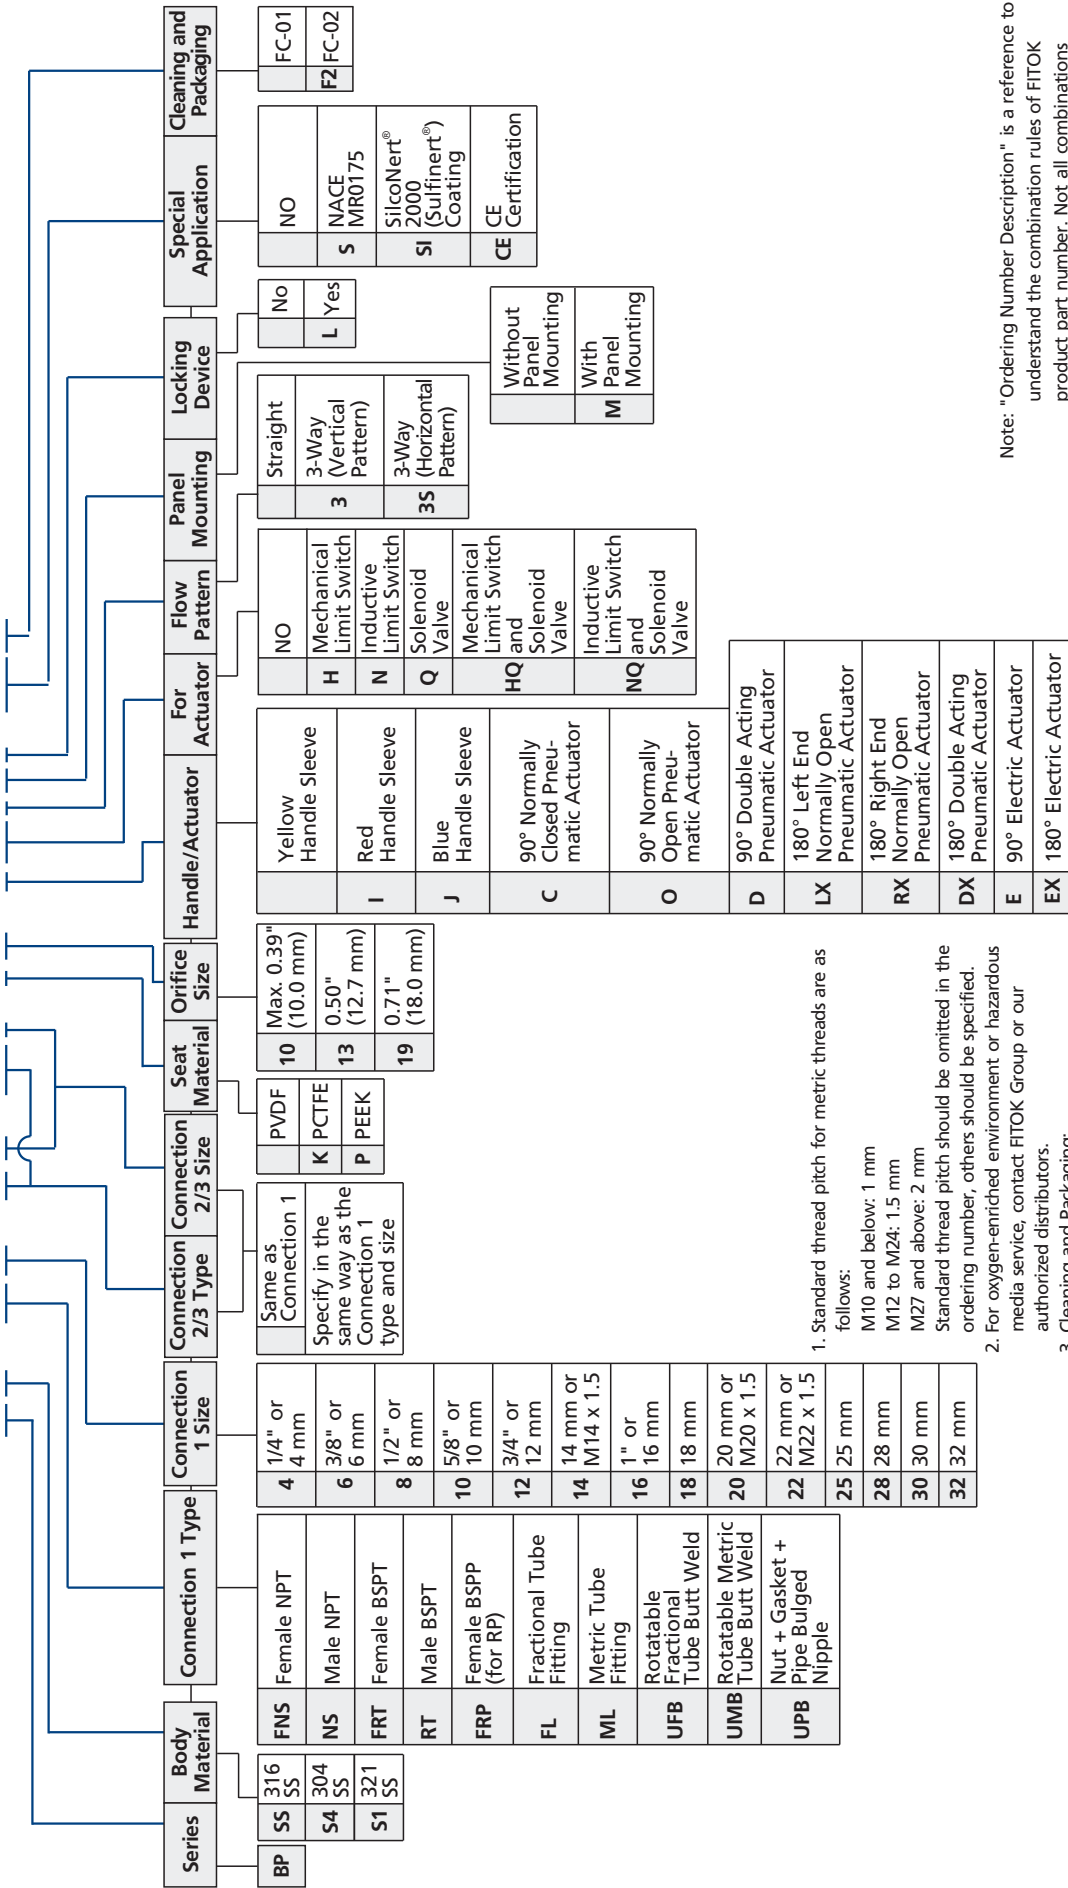 Series
BP
Body
Material
SS 316
SS
S4 304
SS
S1 321
SS
Connection 1 Type
FNS Female NPT
NS Male NPT
FRT Female BSPT
RT Male BSPT
FRP Female BSPP
(for RP)
FL Fractional Tube
Fitting
ML Metric Tube
Fitting
UFB Rotatable
Fractional
Tube Butt Weld
UMB Rotatable Metric
Tube Butt Weld
UPB Nut + Gasket +
Pipe Bulged
Nipple
Connection
1 Size
4 1/4" or
4 mm
6 3/8" or
6 mm
8 1/2" or
8 mm
10 5/8" or
10 mm
12 3/4" or
12 mm
14 14 mm or
M14 x 1.5
16 1" or
16 mm
18 18 mm
20 20 mm or
M20 x 1.5
22 22 mm or
M22 x 1.5
25 25 mm
28 28 mm
30 30 mm
32 32 mm
Connection
2/3 Type
Connection
2/3 Size
Same as
Connection 1
Specify in the
same way as the
Connection 1
type and size
Seat
Material
PVDF
K PCTFE
P PEEK
Orifice
Size
10 Max. 0.39"
(10.0 mm)
13 0.50"
(12.7 mm)
19 0.71"
(18.0 mm)
Handle/Actuator
Yellow
Handle Sleeve
I Red
Handle Sleeve
J Blue
Handle Sleeve
C 90° Normally
Closed Pneu-
matic Actuator
O 90° Normally
Open Pneu-
matic Actuator
D 90° Double Acting
Pneumatic Actuator
LX 180° Left End
Normally Open
Pneumatic Actuator
RX 180° Right End
Normally Open
Pneumatic Actuator
DX 180° Double Acting
Pneumatic Actuator
E 90° Electric Actuator
EX 180° Electric Actuator
For
Actuator
NO
H Mechanical
Limit Switch
N Inductive
Limit Switch
Q Solenoid
Valve
HQ Mechanical
Limit Switch
and
Solenoid
Valve
NQ Inductive
Limit Switch
and
Solenoid
Valve
Flow
Pattern
Straight
3 3-Way
(Vertical
Pattern)
3S 3-Way
(Horizontal
Pattern)
Panel
Mounting
Without
Panel
Mounting
M With
Panel
Mounting
Locking
Device
No
L Yes
Special
Application
NO
S NACE
MR0175
SI SilcoNert®
2000
(Sulfinert®)
Coating
CE CE
Certification
Cleaning and
Packaging
FC-01
F2 FC-02
1. Standard thread pitch for metric threads are as
follows:
M10 and below: 1 mm
M12 to M24: 1.5 mm
M27 and above: 2 mm
Standard thread pitch should be omitted in the
ordering number, others should be specified.
2. For oxygen-enriched environment or hazardous
media service, contact FITOK Group or our
authorized distributors.
3. Cleaning and Packaging:
Note: "Ordering Number Description" is a reference to
understand the combination rules of FITOK
product part number. Not all combinations